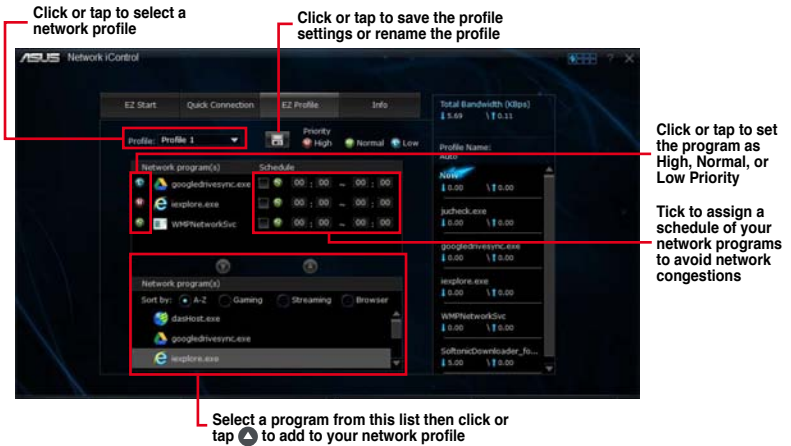 Click or tap to select a
network profile
Click or tap to save the profile
settings or rename the profile
ASUS Network iControl
? X
EZ Start Quick Connection EZ Profile Info
Profile: Profile 1
Priority
High Normal Low
Network program(s) Schedule
googledrivesync.exe 00 : 00 ~ 00 : 00
iexplore.exe 00 : 00 ~ 00 : 00
WMPNetworkSvc 00 : 00 ~ 00 : 00
Network program(s)
Sort by: A-Z Gaming Streaming Browser
dasHost.exe
googledrivesync.exe
iexplore.exe
Total Bandwidth (KBps)
5.69 \ 0.11
Profile Name:
Auto
Now
0.00 \ 0.00
jucheck.exe
0.00 \ 0.00
googledrivesync.exe
0.00 \ 0.00
iexplore.exe
0.00 \ 0.00
WMPNetworkSvc
0.00 \ 0.00
SoftonicDownloader_fo...
5.00 \ 0.00
Click or tap to set
the program as
High, Normal, or
Low Priority
Tick to assign a
schedule of your
network programs
to avoid network
congestions
Select a program from this list then click or
tap to add to your network profile